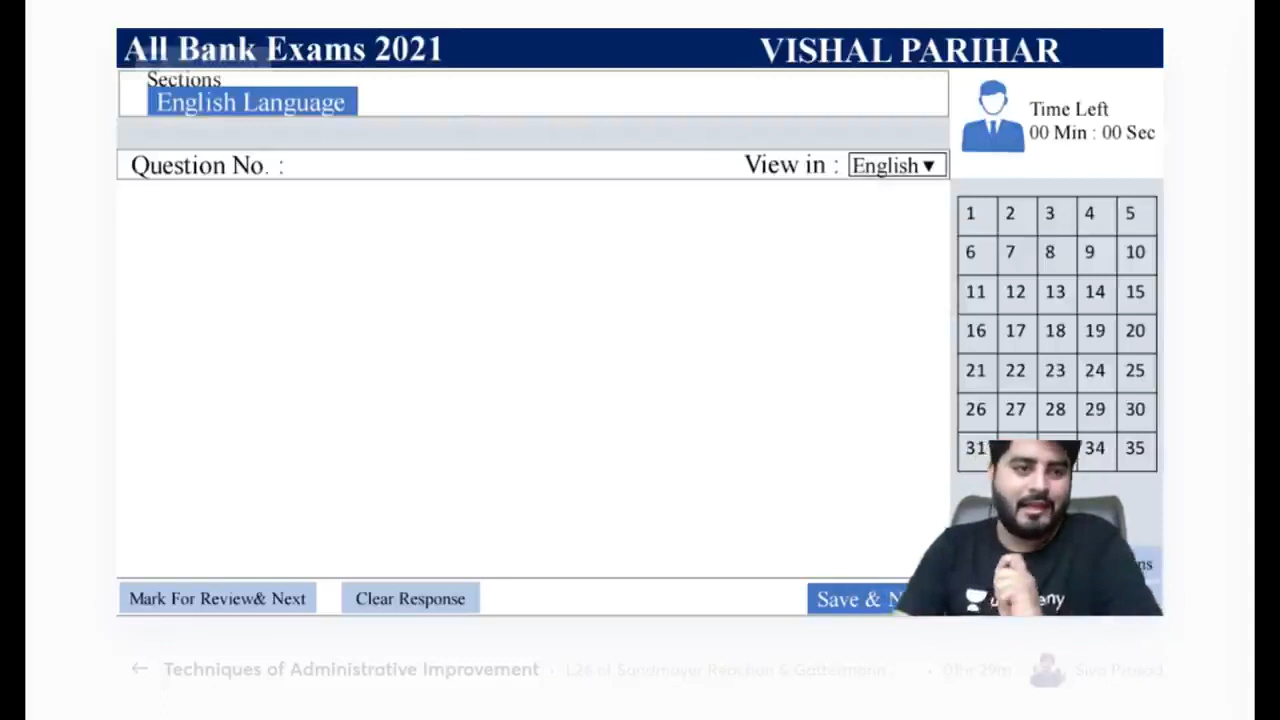 All Bank Exams 2021
VISHAL PARIHAR
Sections
English Language
Time Left
00 Min : 00 Sec
Question No. :
View in : English ▼
1 2 3 4 5
6 7 8 9 10
11 12 13 14 15
16 17 18 19 20
21 22 23 24 25
26 27 28 29 30
31 34 35
Mark For Review& Next
Clear Response
Save & N
← Techniques of Administrative Improvement